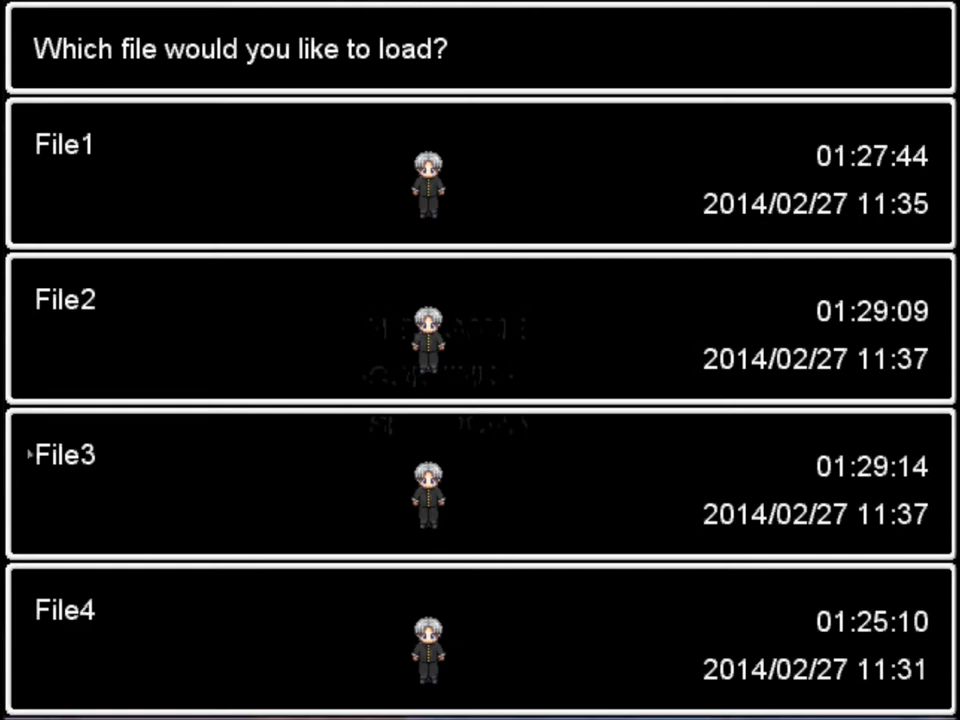 Which file would you like to load?
File1
01:27:44
2014/02/27 11:35
File2
01:29:09
2014/02/27 11:37
File3
01:29:14
2014/02/27 11:37
File4
01:25:10
2014/02/27 11:31